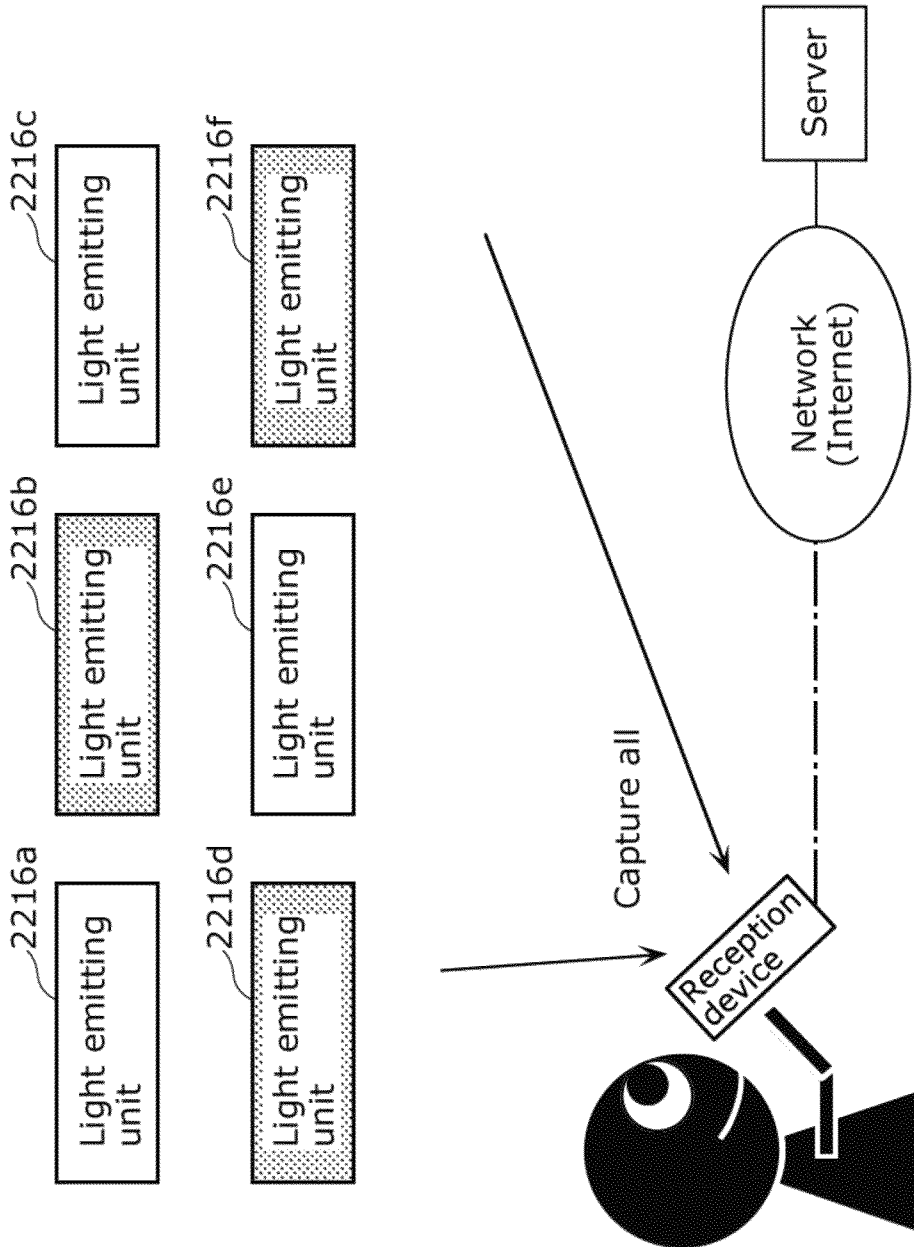 2216a
2216b
2216c
Light emitting
unit
Light emitting
unit
Light emitting
unit
2216d
2216e
2216f
Light emitting
unit
Light emitting
unit
Light emitting
unit
Capture all
Reception
device
Network
(Internet)
Server